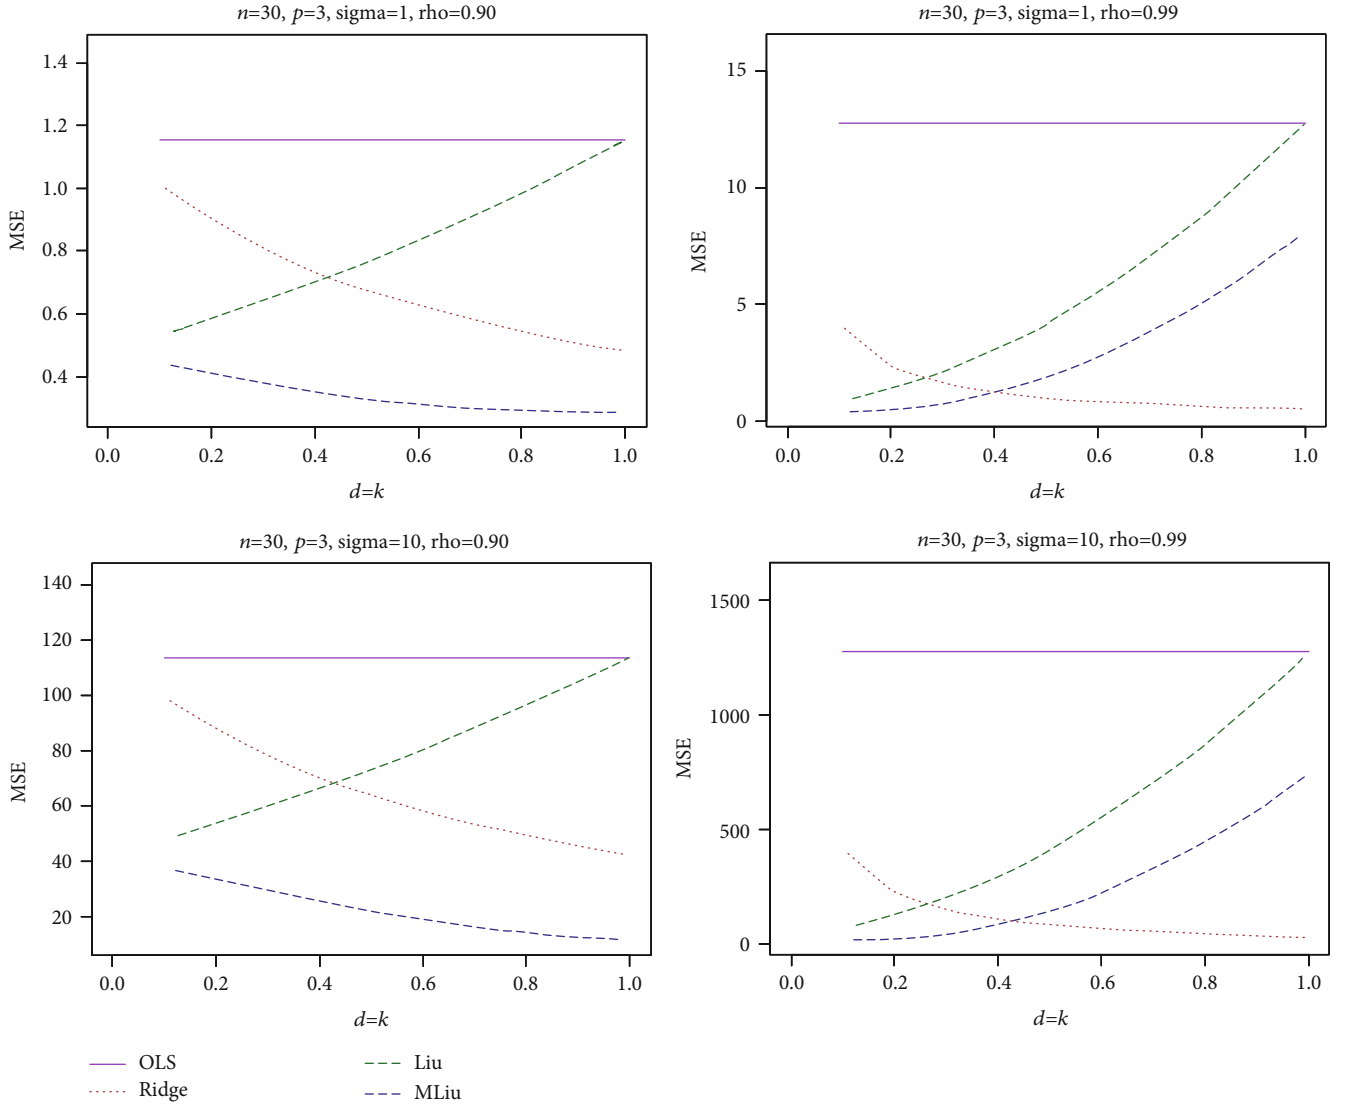 n=30, p=3, sigma=1, rho=0.90
1.4
1.2
1.0
0.8
0.6
0.4
MSE
0.0 0.2 0.4 0.6 0.8 1.0
d=k
n=30, p=3, sigma=1, rho=0.99
15
10
5
0
MSE
0.0 0.2 0.4 0.6 0.8 1.0
d=k
n=30, p=3, sigma=10, rho=0.90
140
120
100
80
60
40
20
MSE
0.0 0.2 0.4 0.6 0.8 1.0
d=k
n=30, p=3, sigma=10, rho=0.99
1500
1000
500
0
MSE
0.0 0.2 0.4 0.6 0.8 1.0
d=k
OLS
Ridge
Liu
MLiu